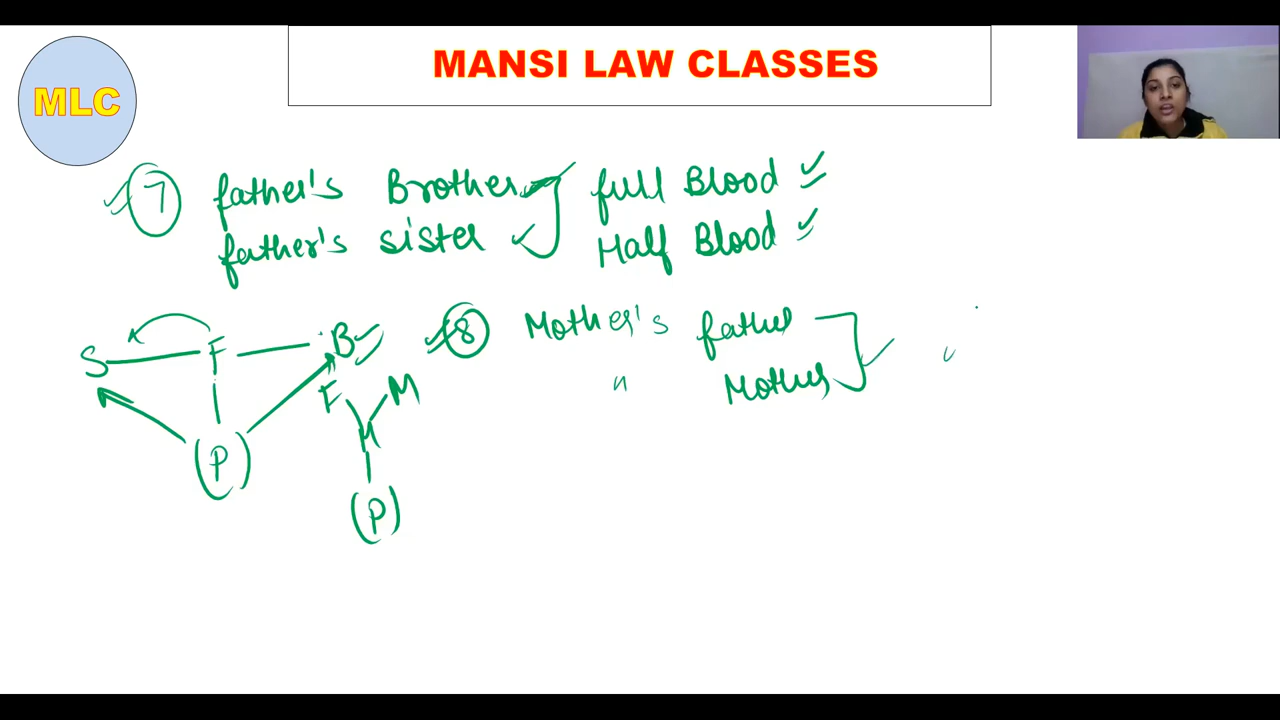 MLC
MANSI LAW CLASSES
7 father's Brother full Blood
father's sister Half Blood
S F B
(P)
8 Mother's father
" Mother
F M
M
(P)